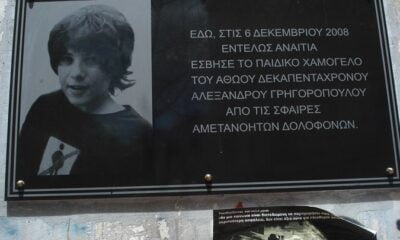 ΕΔΩ, ΣΤΙΣ 6 ΔΕΚΕΜΒΡΙΟΥ 2008
ΕΝΤΕΛΩΣ ΑΝΑΙΤΙΑ
ΕΣΒΗΣΕ ΤΟ ΠΑΙΔΙΚΟ ΧΑΜΟΓΕΛΟ
ΤΟΥ ΑΘΩΟΥ ΔΕΚΑΠΕΝΤΑΧΡΟΝΟΥ
ΑΛΕΞΑΝΔΡΟΥ ΓΡΗΓΟΡΟΠΟΥΛΟΥ
ΑΠΟ ΤΙΣ ΣΦΑΙΡΕΣ
ΑΜΕΤΑΝΟΗΤΩΝ ΔΟΛΟΦΟΝΩΝ.